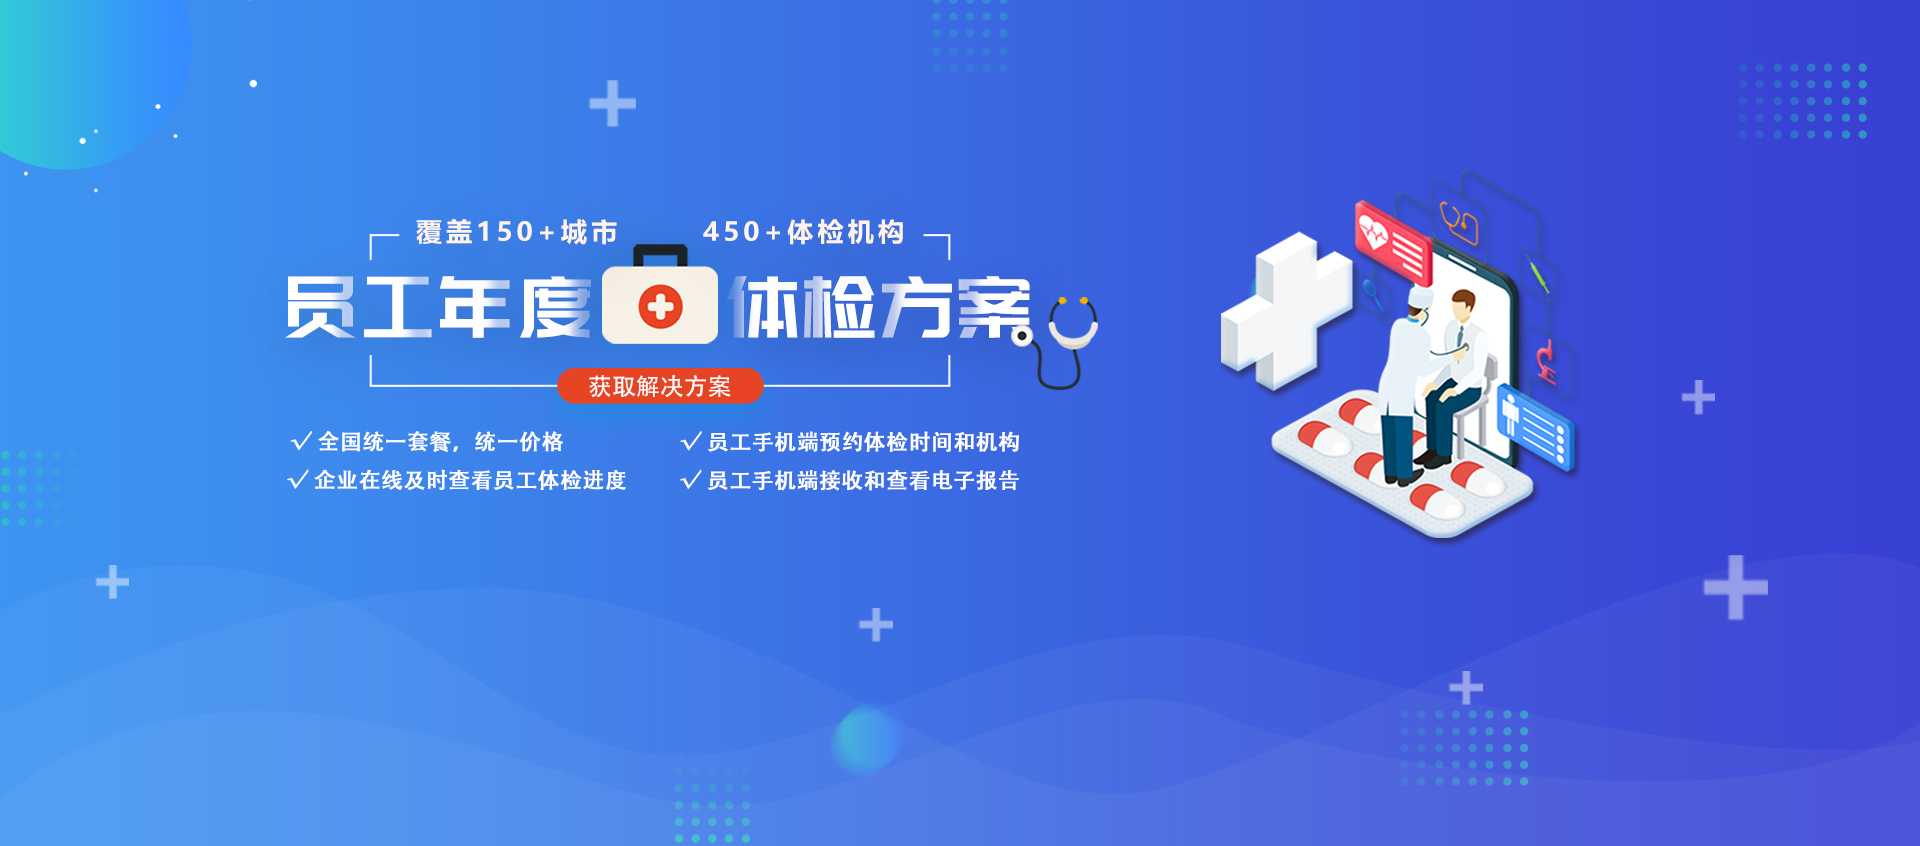 覆盖150+城市 450+体检机构
员工年度体检方案
获取解决方案
全国统一套餐，统一价格
员工手机端预约体检时间和机构
企业在线及时查看员工体检进度
员工手机端接收和查看电子报告